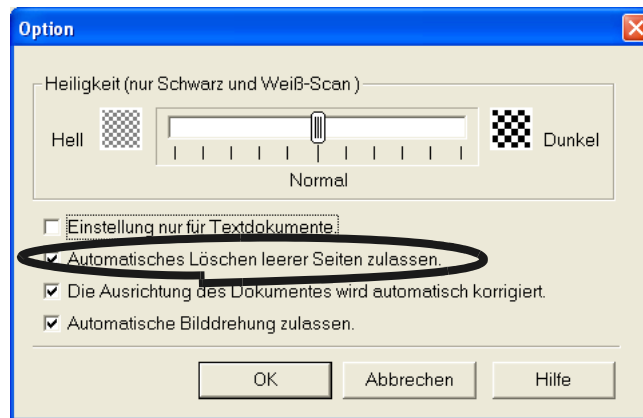 Option
Heiligkeit (nur Schwarz und Weiß-Scan)
Hell
Dunkel
Normal
Einstellung nur für Textdokumente.
Automatisches Löschen leerer Seiten zulassen.
Die Ausrichtung des Dokumentes wird automatisch korrigiert.
Automatische Bilddrehung zulassen.
OK Abbrechen Hilfe